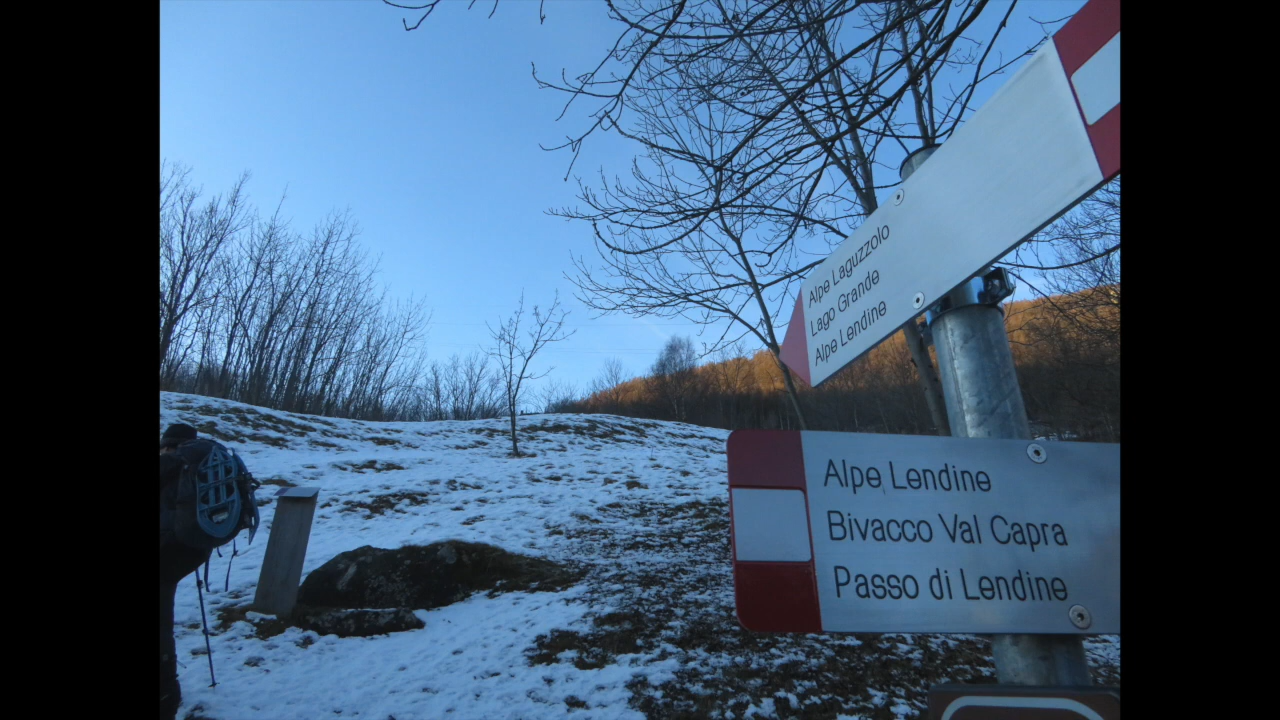 Alpe Laguzzolo
Lago Grande
Alpe Lendine
Alpe Lendine
Bivacco Val Capra
Passo di Lendine